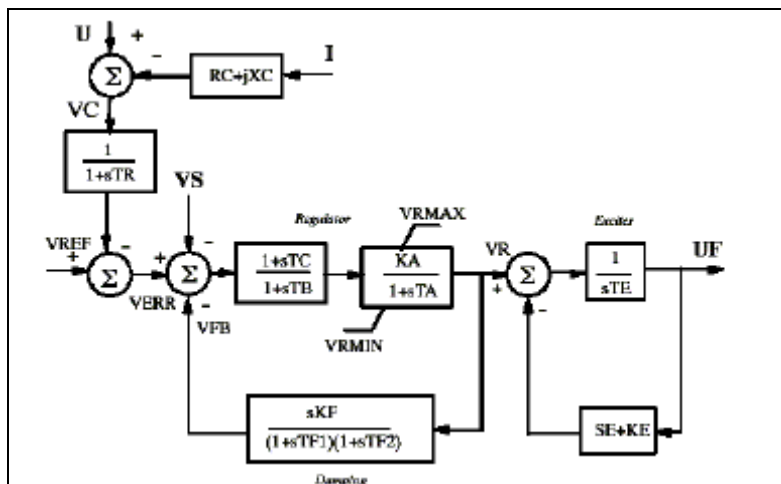 U
+
−
I
Σ
RC+jXC
VC
1
1+sTR
VS
Regulator
VRMAX
Exciter
VREF
+
−
Σ
VERR
+
−
Σ
−
VFB
1+sTC
1+sTB
KA
1+sTA
VRMIN
VR
+
Σ
−
1
sTE
UF
sKF
(1+sTF1)(1+sTF2)
Damping
SE+KE